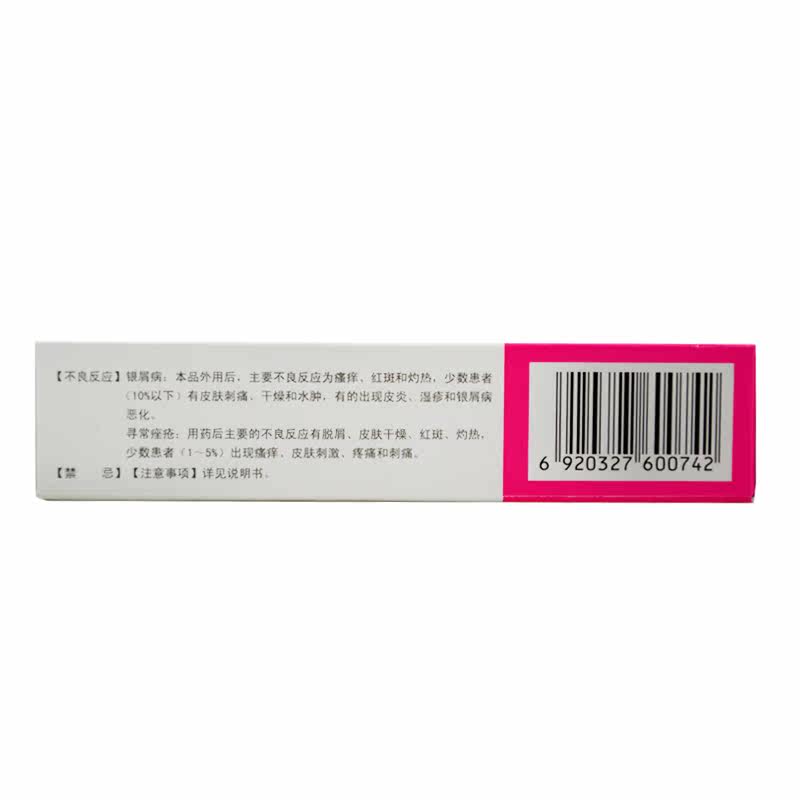 【不良反应】银屑病：本品外用后，主要不良反应为瘙痒、红斑和灼热，少数患者
（10%以下）有皮肤刺痛、干燥和水肿，有的出现皮炎、湿疹和银屑病
恶化。
寻常痤疮：用药后主要的不良反应有脱屑、皮肤干燥、红斑、灼热，
少数患者（1～5%）出现瘙痒、皮肤刺激、疼痛和刺痛。
【禁　　忌】【注意事项】详见说明书。
6 920327 600742